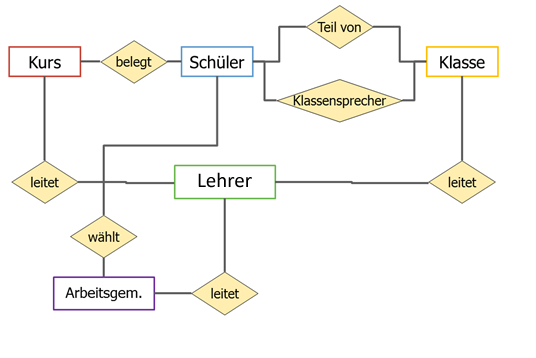 Teil von
Kurs
belegt
Schüler
Klasse
Klassensprecher
leitet
Lehrer
leitet
wählt
Arbeitsgem.
leitet